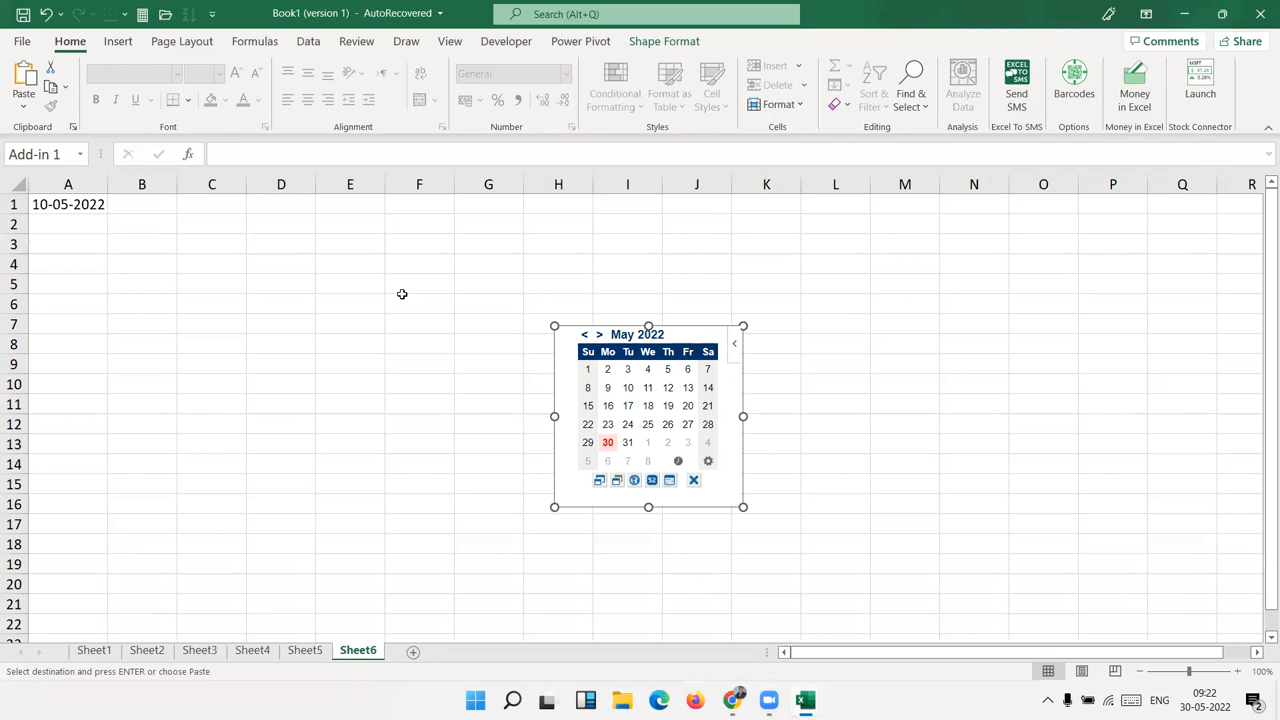 Book1 (version 1) - AutoRecovered
Search (Alt+Q)
File Home Insert Page Layout Formulas Data Review View Developer Power Pivot Shape Format Comments Share
Paste
General
Conditional Formatting
Format as Table
Cell Styles
Insert
Delete
Format
Sort & Filter
Find & Select
Analyze Data
Send SMS
Barcodes
Money in Excel
Launch
Clipboard Font Alignment Number Styles Cells Editing Analysis Excel To SMS Options Money in Excel Stock Connector
Add-in 1 fx
A B C D E F G H I J K L M N O P Q R
1 10-05-2022
2
3
4
5
6
7
8
9
10
11
12
13
14
15
16
17
18
19
20
21
22
< > May 2022 <
Su Mo Tu We Th Fr Sa
1 2 3 4 5 6 7
8 9 10 11 12 13 14
15 16 17 18 19 20 21
22 23 24 25 26 27 28
29 30 31 1 2 3 4
5 6 7 8
Sheet1 Sheet2 Sheet3 Sheet4 Sheet5 Sheet6
Select destination and press ENTER or choose Paste
100%
ENG
09:22
30-05-2022
2